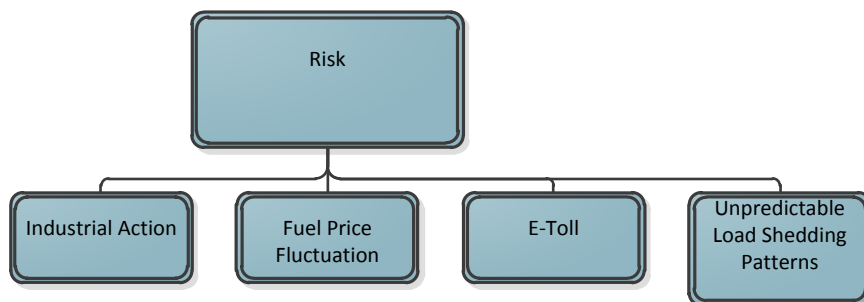 Risk
Industrial Action
Fuel Price
Fluctuation
E-Toll
Unpredictable
Load Shedding
Patterns